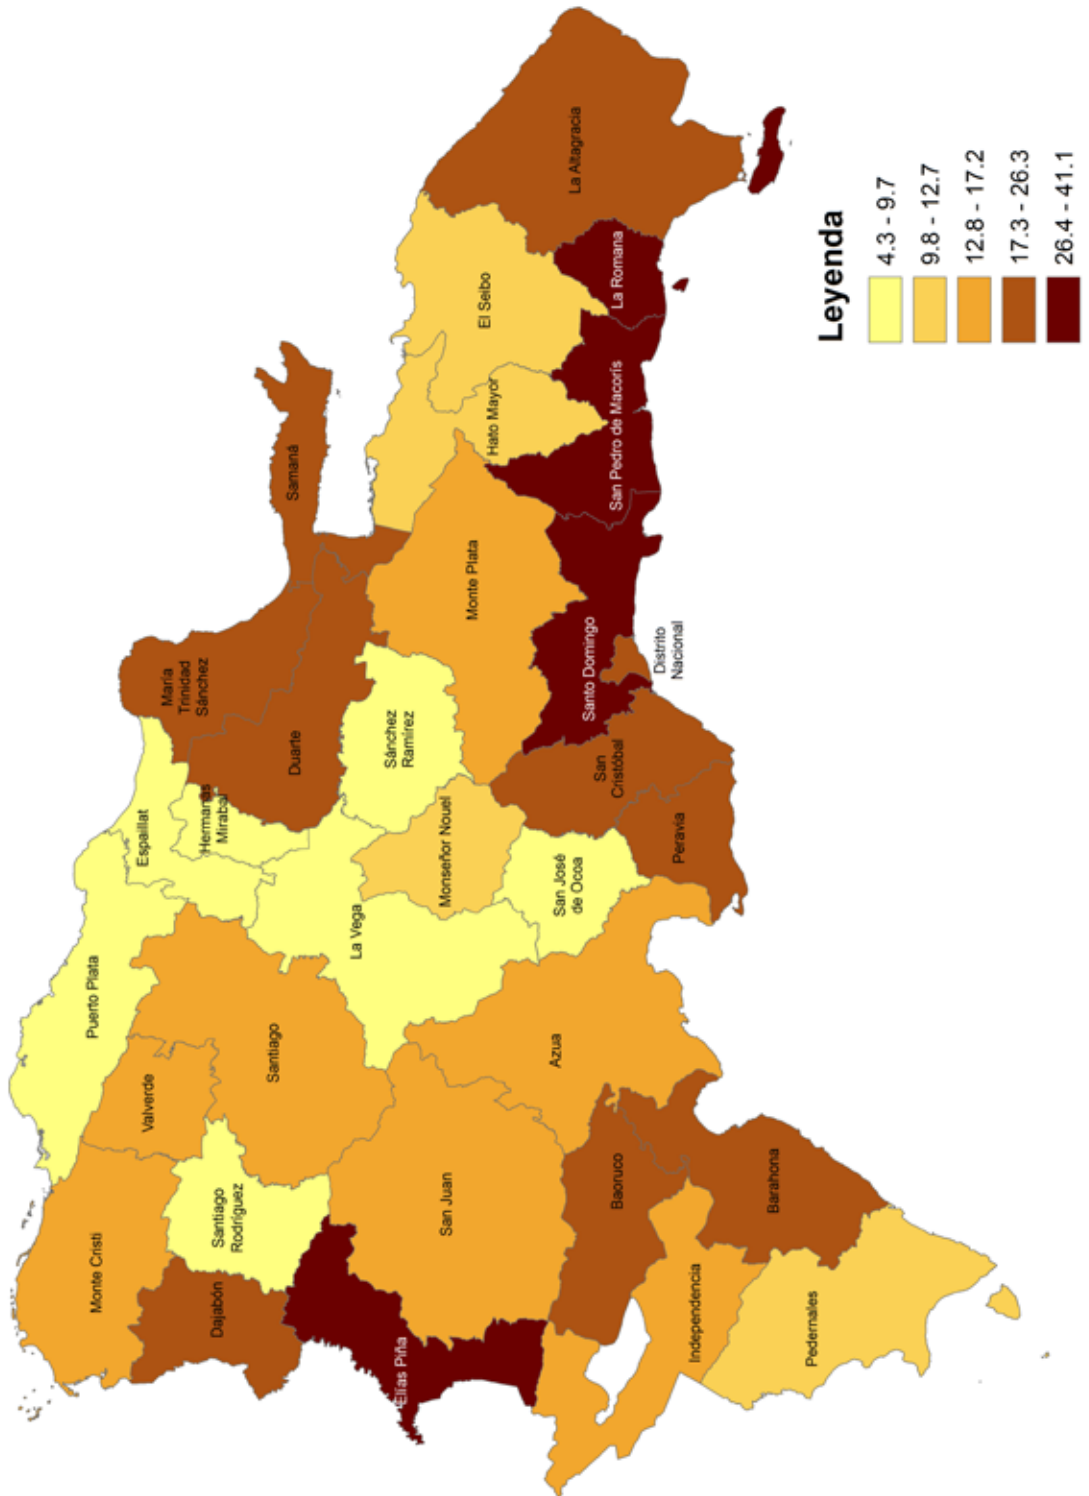 Puerto Plata
Espaillat
Monte Cristi
Valverde
María
Trinidad
Sánchez
Hermanas
Mirabal
Santiago
Rodríguez
Dajabón
Santiago
Duarte
Samaná
La Vega
Sánchez
Ramírez
Elías Piña
San Juan
Monseñor Nouel
Monte Plata
Hato Mayor
El Seibo
La Altagracia
Azua
San José
de Ocoa
San
Cristóbal
Santo Domingo
San Pedro de Macorís
La Romana
Baoruco
Peravia
Distrito
Nacional
Independencia
Barahona
Pedernales
Leyenda
4.3 - 9.7
9.8 - 12.7
12.8 - 17.2
17.3 - 26.3
26.4 - 41.1